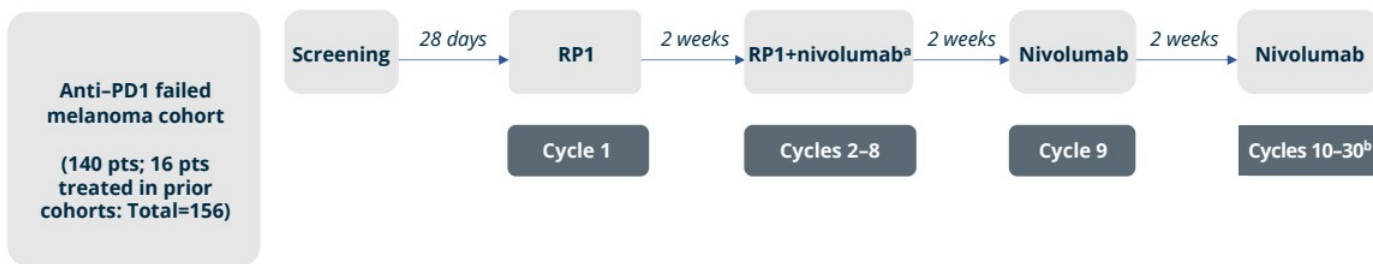 Anti–PD1 failed
melanoma cohort
(140 pts; 16 pts
treated in prior
cohorts: Total=156)
Screening
28 days
RP1
2 weeks
RP1+nivolumabᵃ
2 weeks
Nivolumab
2 weeks
Nivolumab
Cycle 1
Cycles 2–8
Cycle 9
Cycles 10–30ᵇ